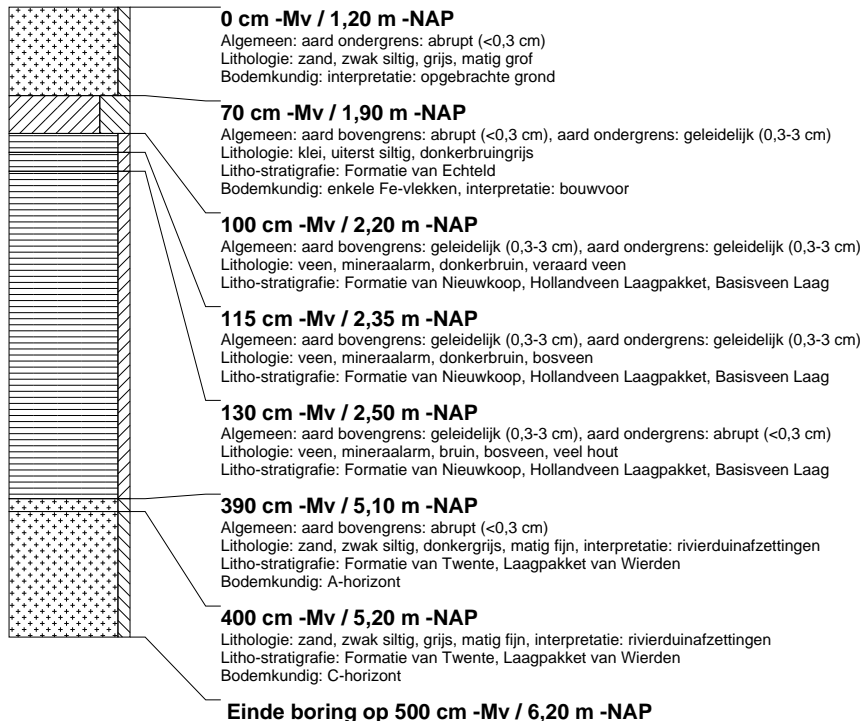 0 cm -Mv / 1,20 m -NAP
Algemeen: aard ondergrens: abrupt (<0,3 cm)
Lithologie: zand, zwak siltig, grijs, matig grof
Bodemkundig: interpretatie: opgebrachte grond
70 cm -Mv / 1,90 m -NAP
Algemeen: aard bovengrens: abrupt (<0,3 cm), aard ondergrens: geleidelijk (0,3-3 cm)
Lithologie: klei, uiterst siltig, donkerbruingrijs
Litho-stratigrafie: Formatie van Echteld
Bodemkundig: enkele Fe-vlekken, interpretatie: bouwvoor
100 cm -Mv / 2,20 m -NAP
Algemeen: aard bovengrens: geleidelijk (0,3-3 cm), aard ondergrens: geleidelijk (0,3-3 cm)
Lithologie: veen, mineraalarm, donkerbruin, veraard veen
Litho-stratigrafie: Formatie van Nieuwkoop, Hollandveen Laagpakket, Basisveen Laag
115 cm -Mv / 2,35 m -NAP
Algemeen: aard bovengrens: geleidelijk (0,3-3 cm), aard ondergrens: geleidelijk (0,3-3 cm)
Lithologie: veen, mineraalarm, donkerbruin, bosveen
Litho-stratigrafie: Formatie van Nieuwkoop, Hollandveen Laagpakket, Basisveen Laag
130 cm -Mv / 2,50 m -NAP
Algemeen: aard bovengrens: geleidelijk (0,3-3 cm), aard ondergrens: abrupt (<0,3 cm)
Lithologie: veen, mineraalarm, bruin, bosveen, veel hout
Litho-stratigrafie: Formatie van Nieuwkoop, Hollandveen Laagpakket, Basisveen Laag
390 cm -Mv / 5,10 m -NAP
Algemeen: aard bovengrens: abrupt (<0,3 cm)
Lithologie: zand, zwak siltig, donkergrijs, matig fijn, interpretatie: rivierduinafzettingen
Litho-stratigrafie: Formatie van Twente, Laagpakket van Wierden
Bodemkundig: A-horizont
400 cm -Mv / 5,20 m -NAP
Lithologie: zand, zwak siltig, grijs, matig fijn, interpretatie: rivierduinafzettingen
Litho-stratigrafie: Formatie van Twente, Laagpakket van Wierden
Bodemkundig: C-horizont
Einde boring op 500 cm -Mv / 6,20 m -NAP